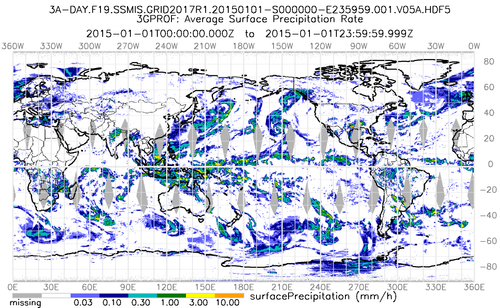 3A-DAY.F19.SSMIS.GRID2017R1.20150101-S000000-E235959.001.V05A.HDF5
3GPROF: Average Surface Precipitation Rate
2015-01-01T00:00:00.000Z to 2015-01-01T23:59:59.999Z
360W 330W 300W 270W 240W 210W 180W 150W 120W 90W 60W 30W 0W
80
60
40
20
0
-20
-40
-60
-80
0E 30E 60E 90E 120E 150E 180E 210E 240E 270E 300E 330E 360E
missing 0.03 0.10 0.30 1.00 3.00 10.00 surfacePrecipitation (mm/h)